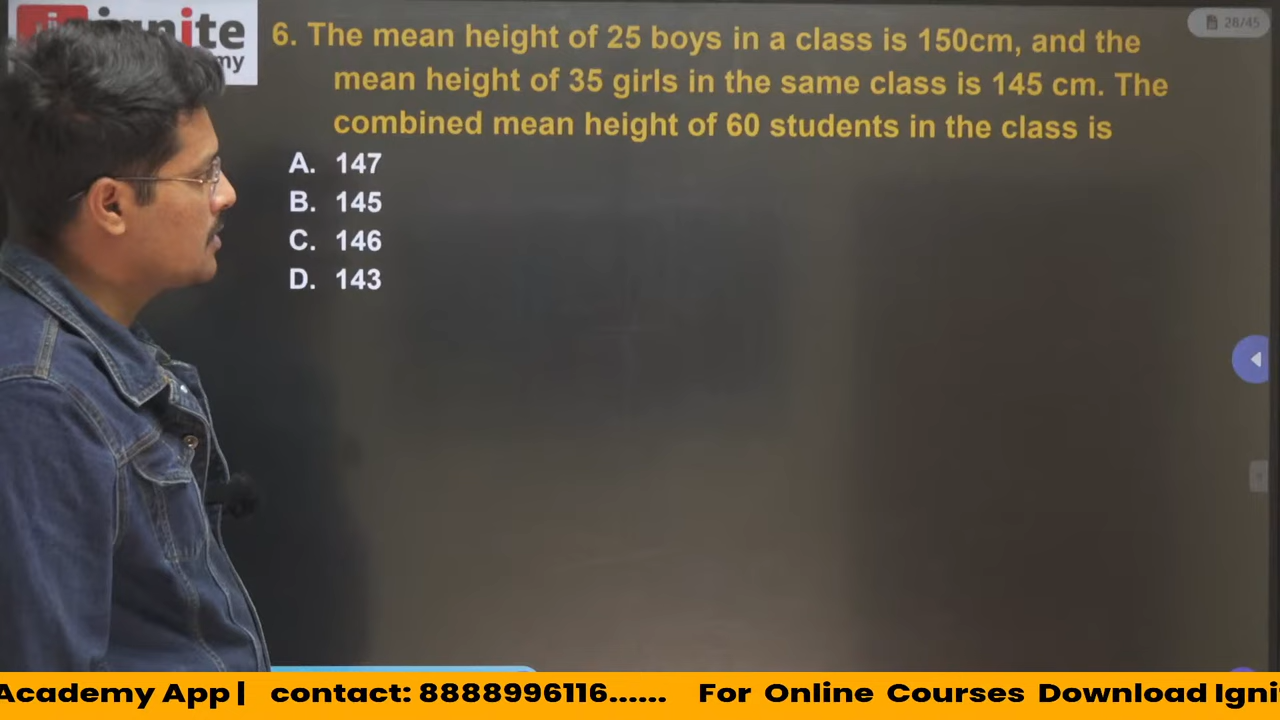 ignite
my
28/45
6. The mean height of 25 boys in a class is 150cm, and the
mean height of 35 girls in the same class is 145 cm. The
combined mean height of 60 students in the class is
A. 147
B. 145
C. 146
D. 143
Academy App | contact: 8888996116...... For Online Courses Download Igni